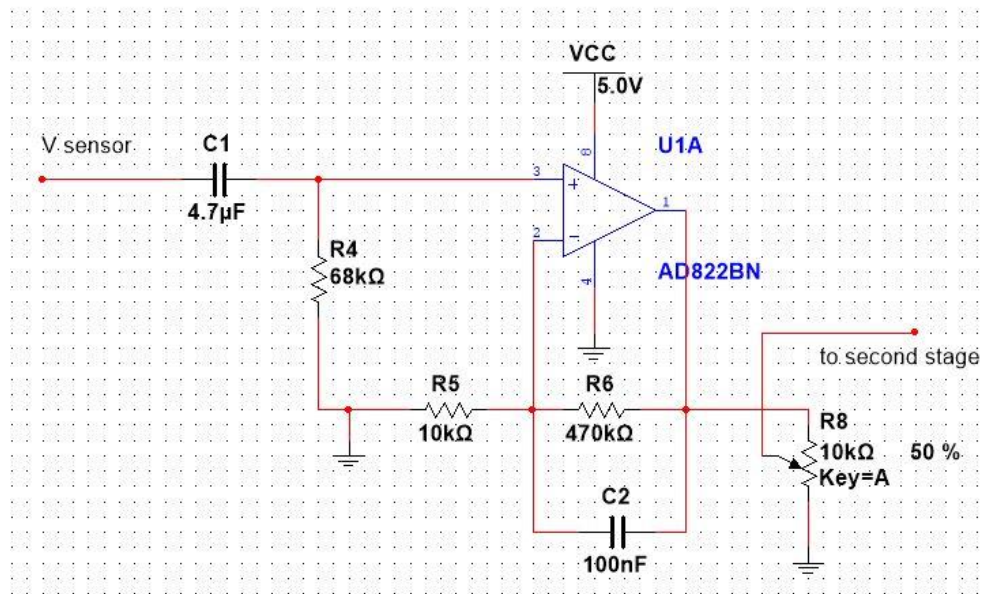 VCC
5.0V
V sensor
C1
4.7µF
U1A
8
3
+
1
2
−
4
AD822BN
R4
68kΩ
to second stage
R5
10kΩ
R6
470kΩ
R8
10kΩ 50 %
Key=A
C2
100nF